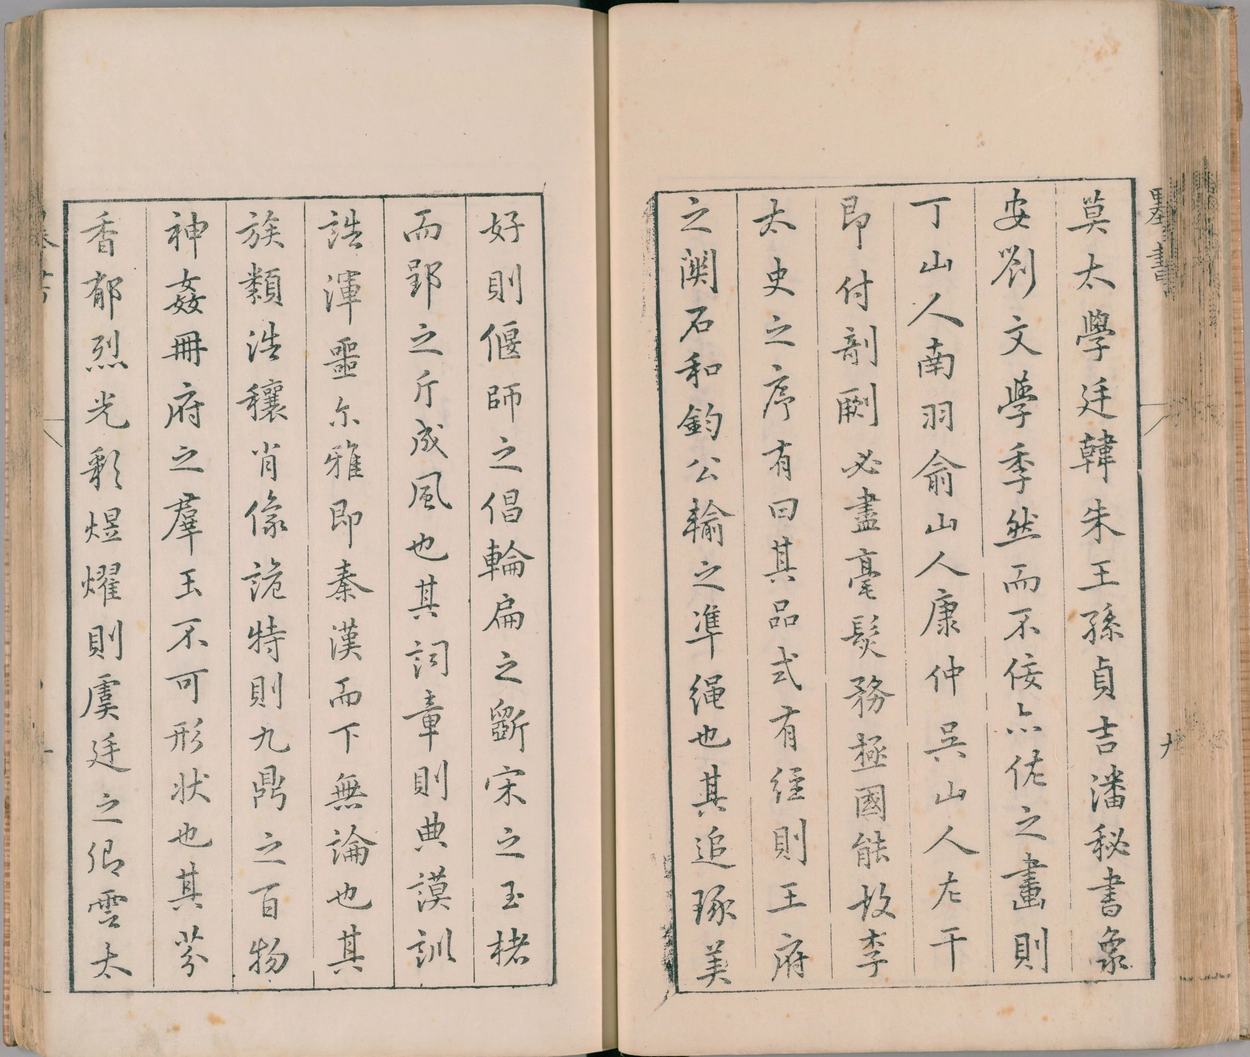 莫太學廷韓朱王孫貞吉潘秘書象
安劉文學季然而不佞亦佐之畫則
丁山人南羽俞山人康仲吳山人左干
即付剞劂必盡毫髮務極國能故李
太史之序有曰其品式有經則王府
之関石和鈞公輸之準繩也其追琢美
好則偃師之倡輪扁之斵宋之玉楮
而郢之斤成風也其詞章則典謨訓
誥渾噩尔雅即秦漢而下無論也其
族類浩穰肖像詭特則九鼎之百物
神姦冊府之羣玉不可形狀也其芬
香郁烈光彩煜燿則虞廷之卿雲太
墨書
九